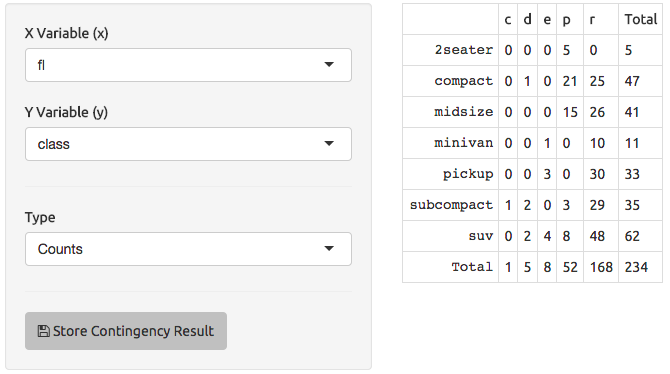 X Variable (x)
fl
Y Variable (y)
class
Type
Counts
Store Contingency Result
c d e p r Total
2seater 0 0 0 5 0 5
compact 0 1 0 21 25 47
midsize 0 0 0 15 26 41
minivan 0 0 1 0 10 11
pickup 0 0 3 0 30 33
subcompact 1 2 0 3 29 35
suv 0 2 4 8 48 62
Total 1 5 8 52 168 234